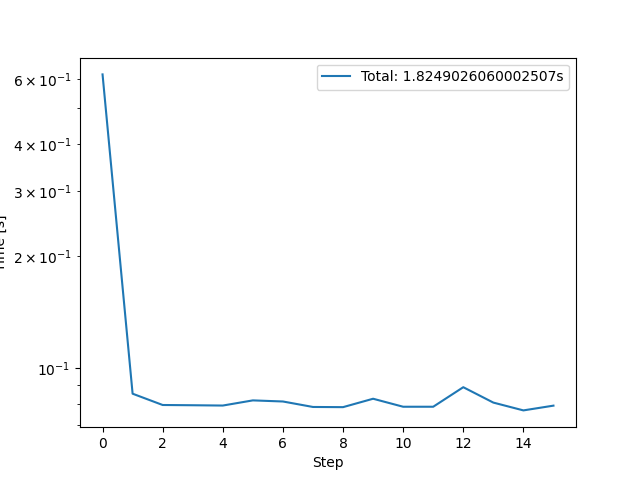 Total: 1.8249026060002507s
6 × 10⁻¹
4 × 10⁻¹
3 × 10⁻¹
2 × 10⁻¹
10⁻¹
[s]
0 2 4 6 8 10 12 14
Step